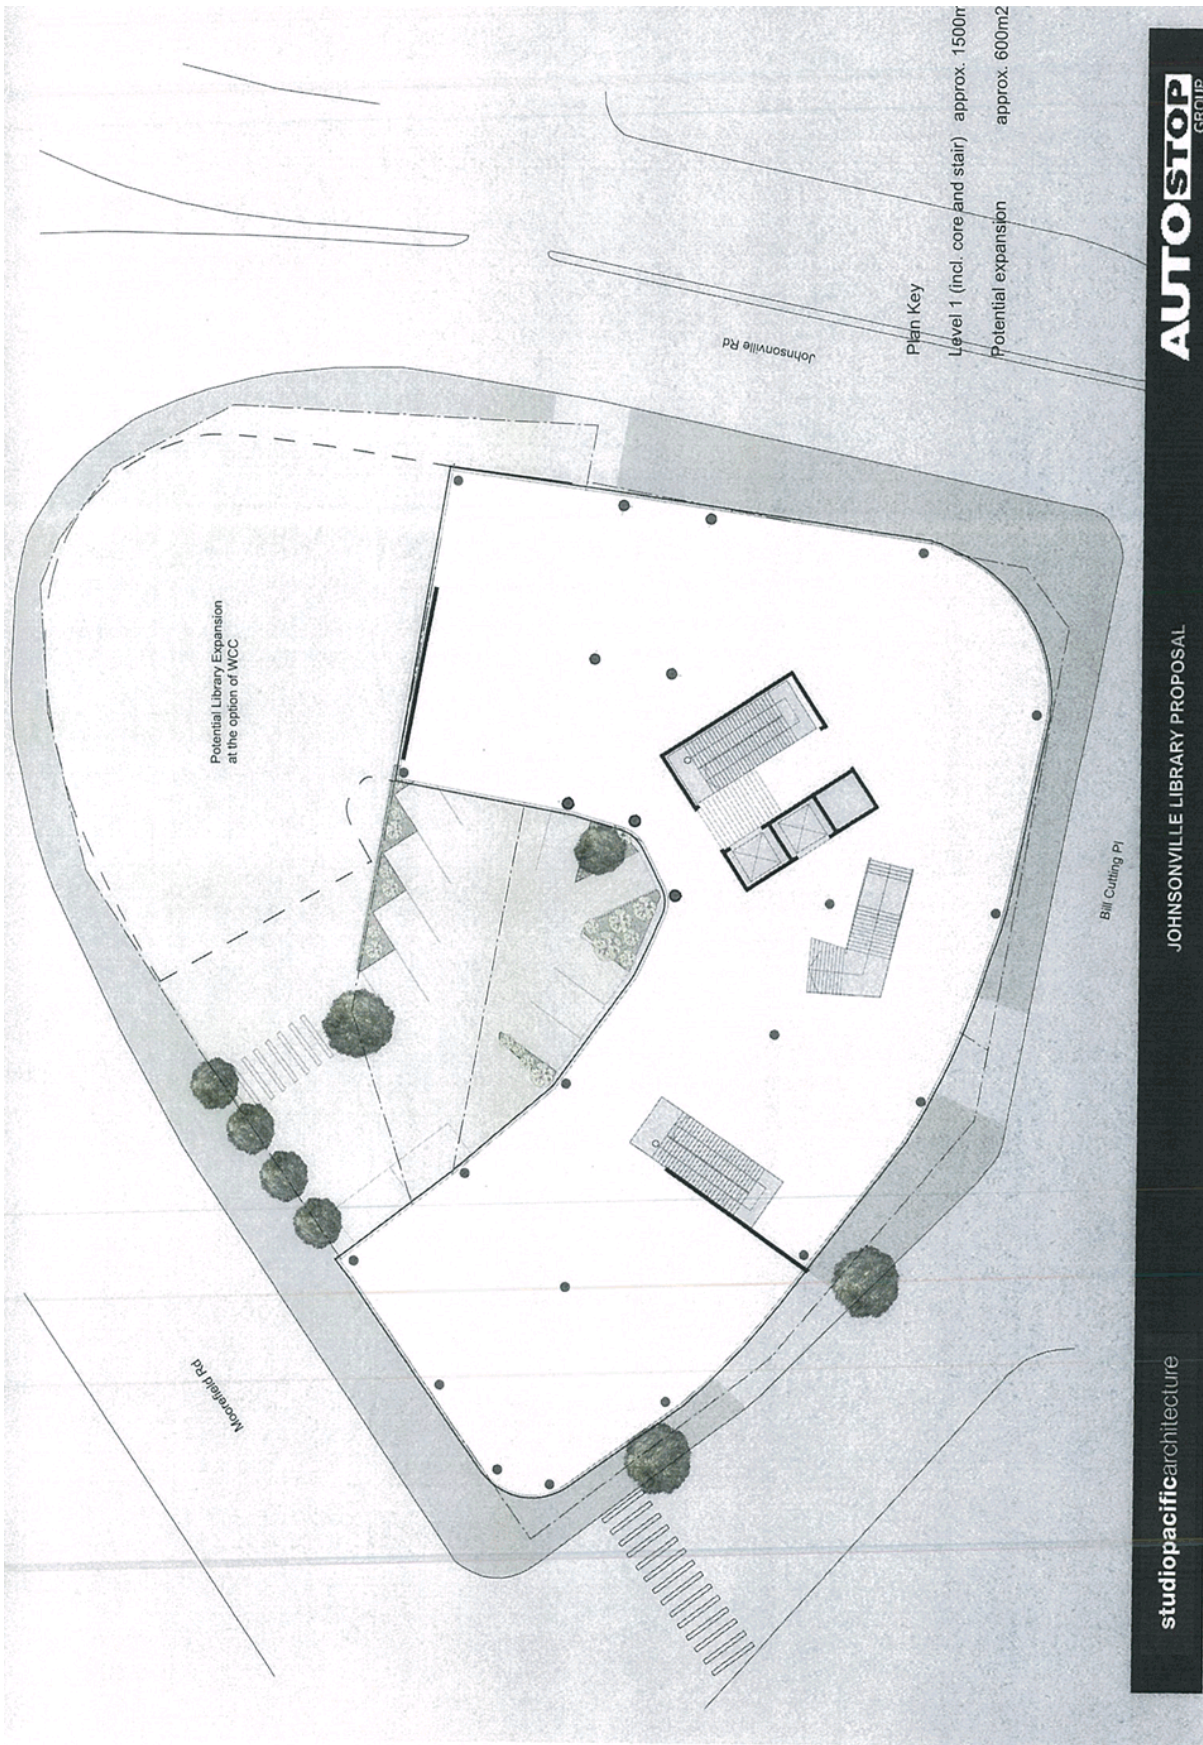 Plan Key
Level 1 (incl. core and stair) approx. 1500m
Potential expansion approx. 600m2
Johnsonville Rd
Potential Library Expansion
at the option of WCC
Moorefield Rd
Bill Cutting Pl
studiopacificarchitecture
JOHNSONVILLE LIBRARY PROPOSAL
AUTOSTOP
GROUP